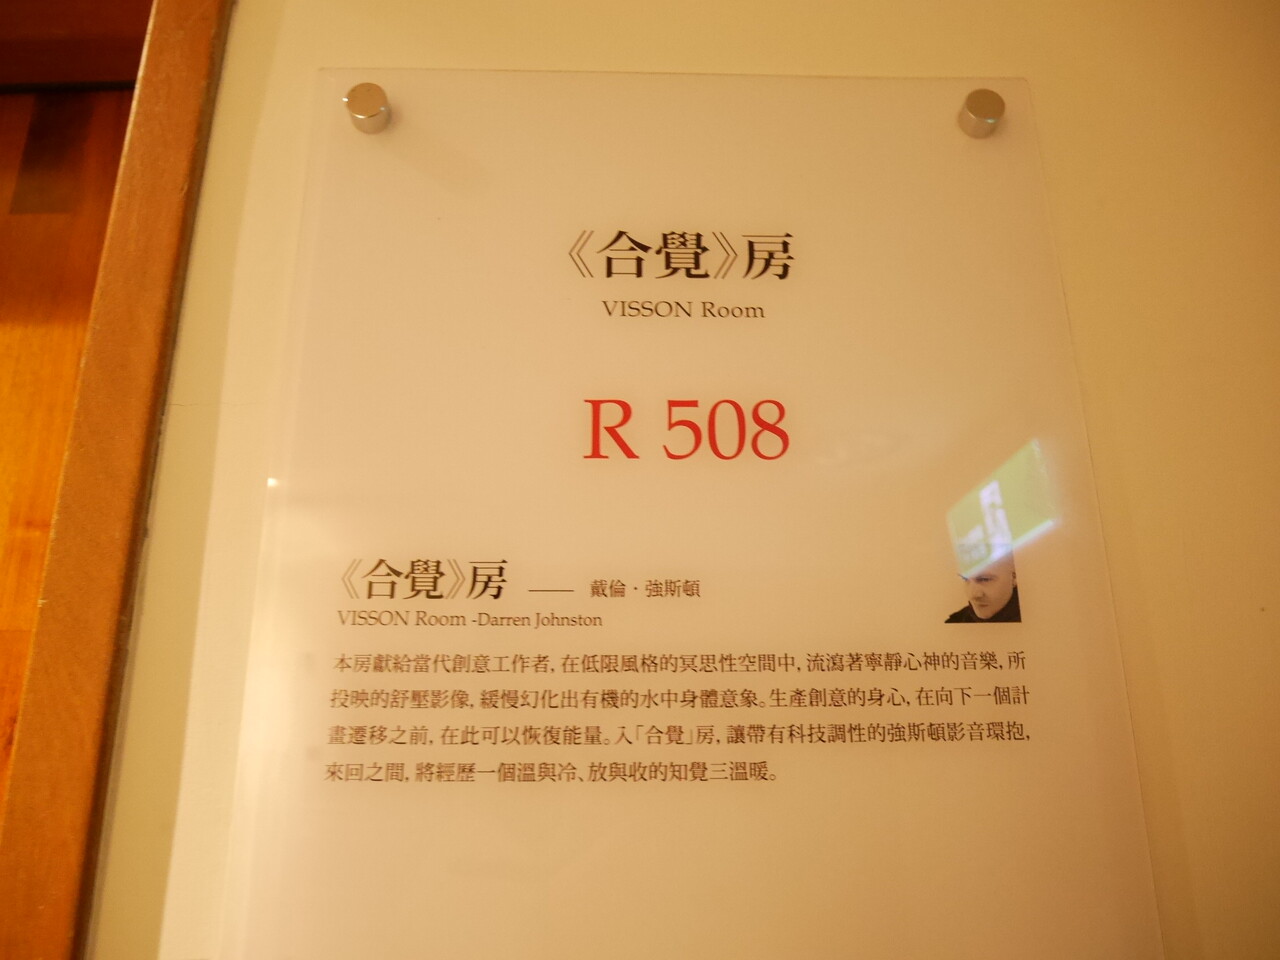 《合覺》房
VISSON Room
R 508
《合覺》房 —— 戴倫・強斯頓
VISSON Room -Darren Johnston
本房獻給當代創意工作者,在低限風格的冥思性空間中,流瀉著寧靜心神的音樂,所
投映的舒壓影像,緩慢幻化出有機的水中身體意象。生產創意的身心,在向下一個計
畫遷移之前,在此可以恢復能量。入「合覺」房,讓帶有科技調性的強斯頓影音環抱,
來回之間,將經歷一個溫與冷、放與收的知覺三溫暖。